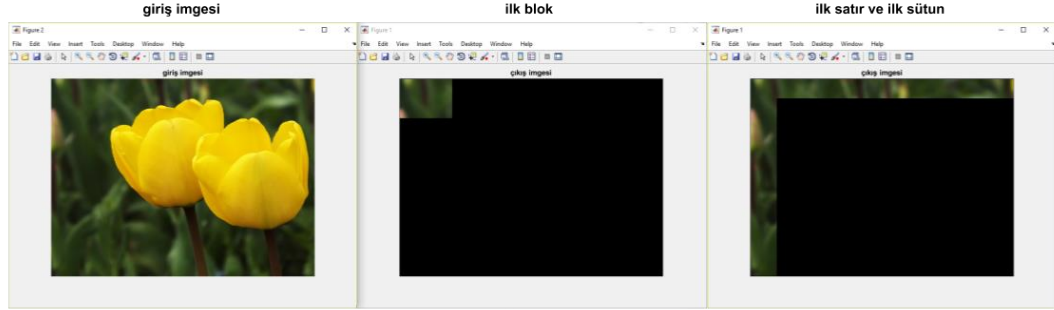 giriş imgesi
ilk blok
ilk satır ve ilk sütun
Figure 2
File Edit View Insert Tools Desktop Window Help
giriş imgesi
Figure 1
File Edit View Insert Tools Desktop Window Help
çıkış imgesi
Figure 1
File Edit View Insert Tools Desktop Window Help
çıkış imgesi